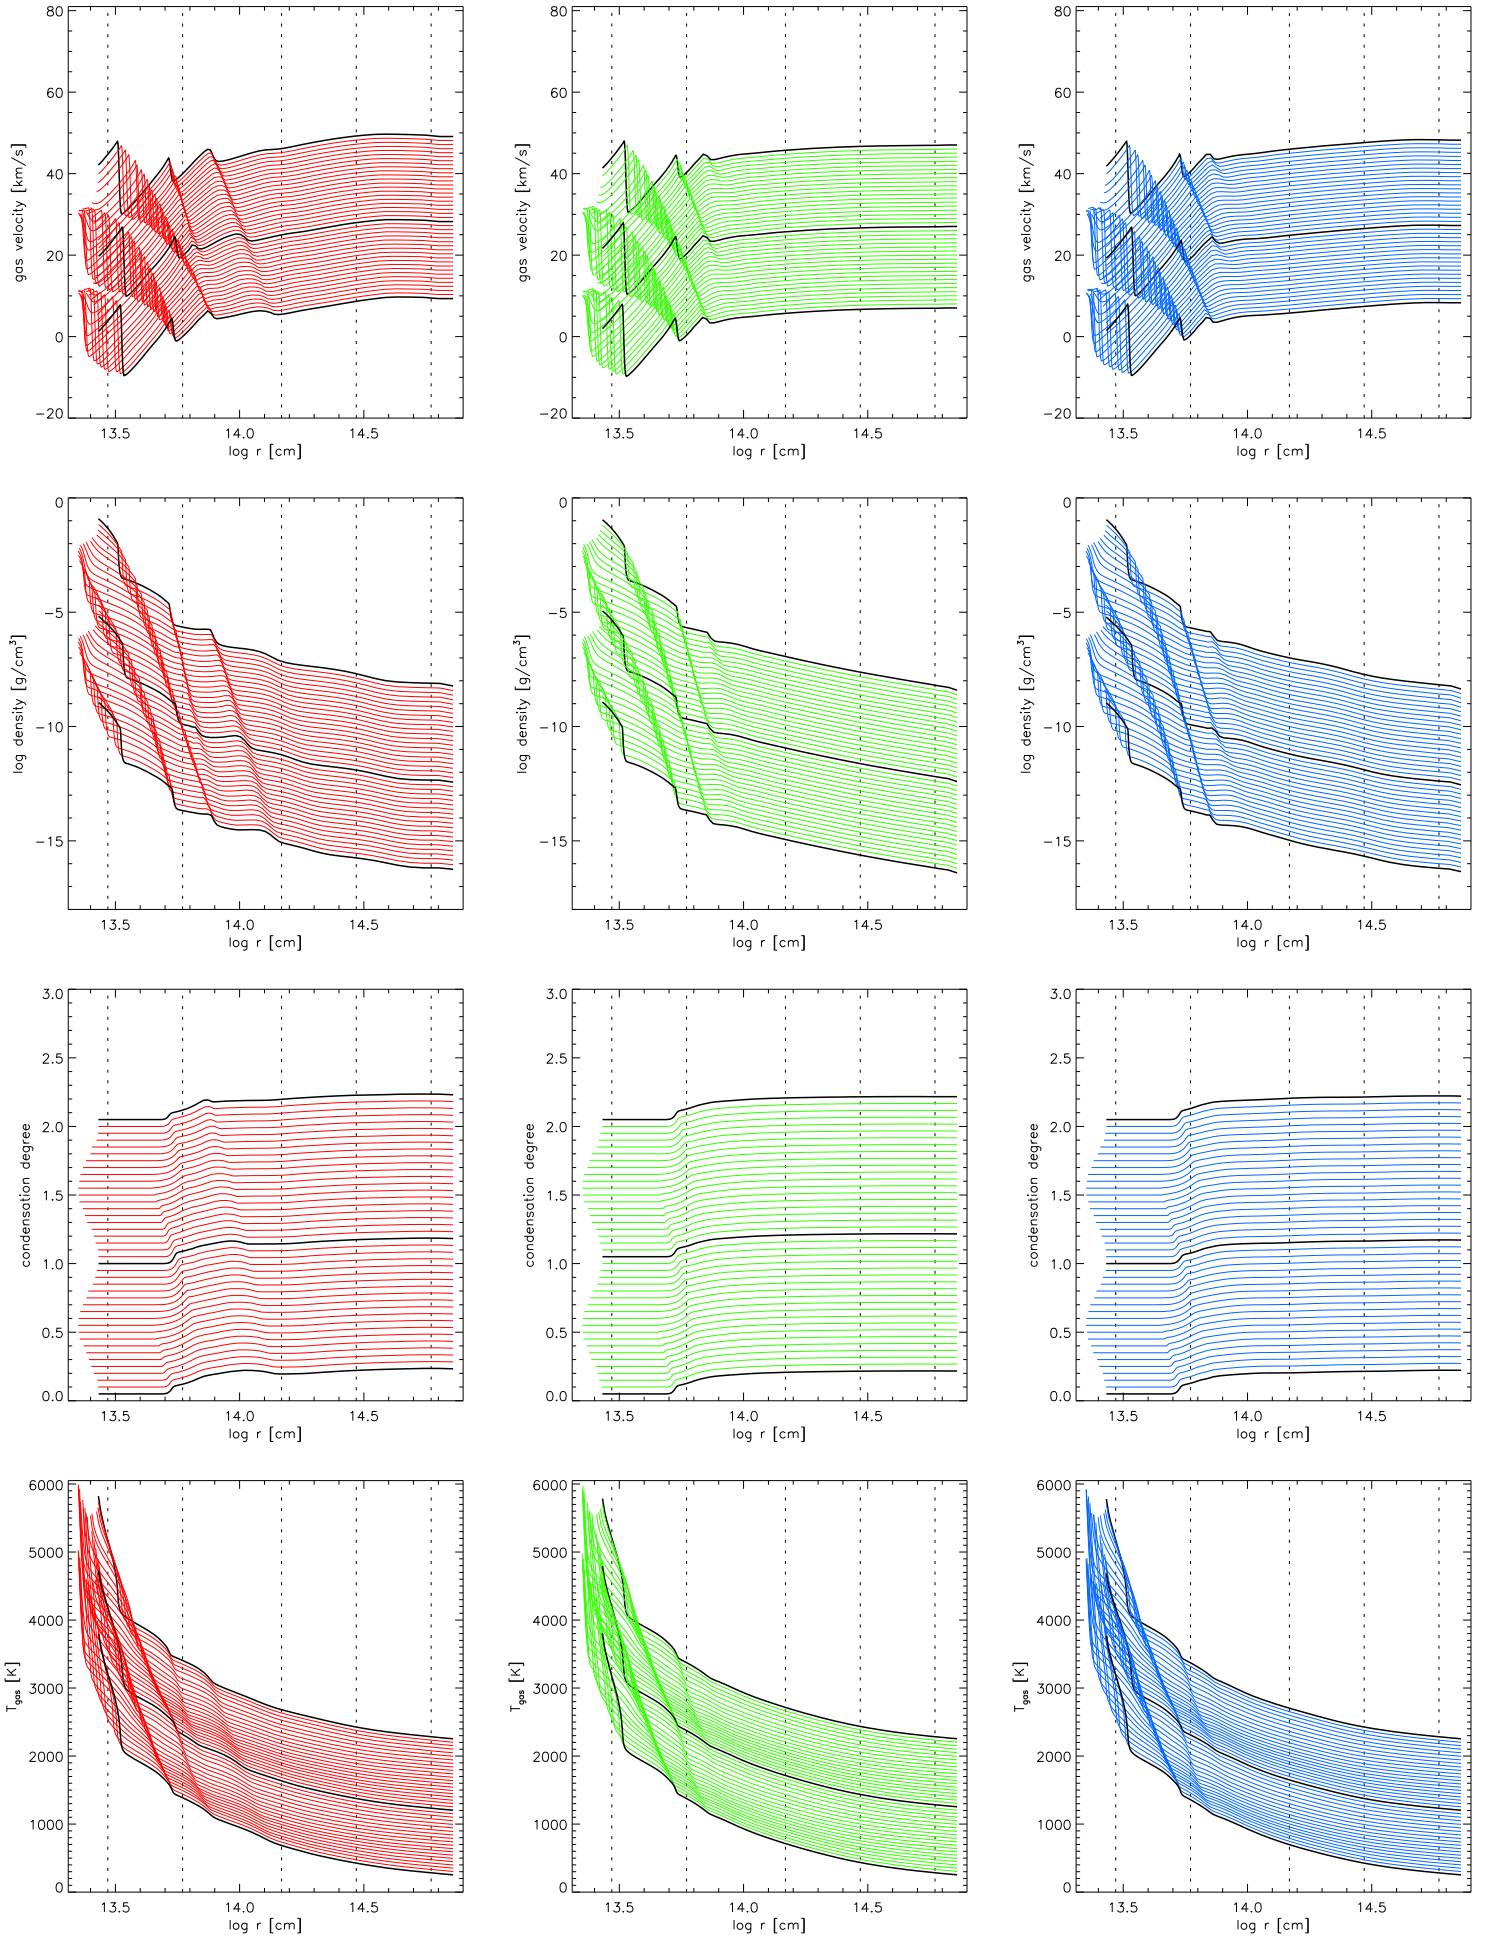 80 80 80
60 60 60
40 40 40
20 20 20
0 0 0
−20 −20 −20
gas velocity [km/s] gas velocity [km/s] gas velocity [km/s]
13.5 14.0 14.5 13.5 14.0 14.5 13.5 14.0 14.5
log r [cm] log r [cm] log r [cm]
0 0 0
−5 −5 −5
−10 −10 −10
−15 −15 −15
log density [g/cm³] log density [g/cm³] log density [g/cm³]
13.5 14.0 14.5 13.5 14.0 14.5 13.5 14.0 14.5
log r [cm] log r [cm] log r [cm]
3.0 3.0 3.0
2.5 2.5 2.5
2.0 2.0 2.0
1.5 1.5 1.5
1.0 1.0 1.0
0.5 0.5 0.5
0.0 0.0 0.0
condensation degree condensation degree condensation degree
13.5 14.0 14.5 13.5 14.0 14.5 13.5 14.0 14.5
log r [cm] log r [cm] log r [cm]
6000 6000 6000
5000 5000 5000
4000 4000 4000
3000 3000 3000
2000 2000 2000
1000 1000 1000
0 0 0
Tgas [K] Tgas [K] Tgas [K]
13.5 14.0 14.5 13.5 14.0 14.5 13.5 14.0 14.5
log r [cm] log r [cm] log r [cm]